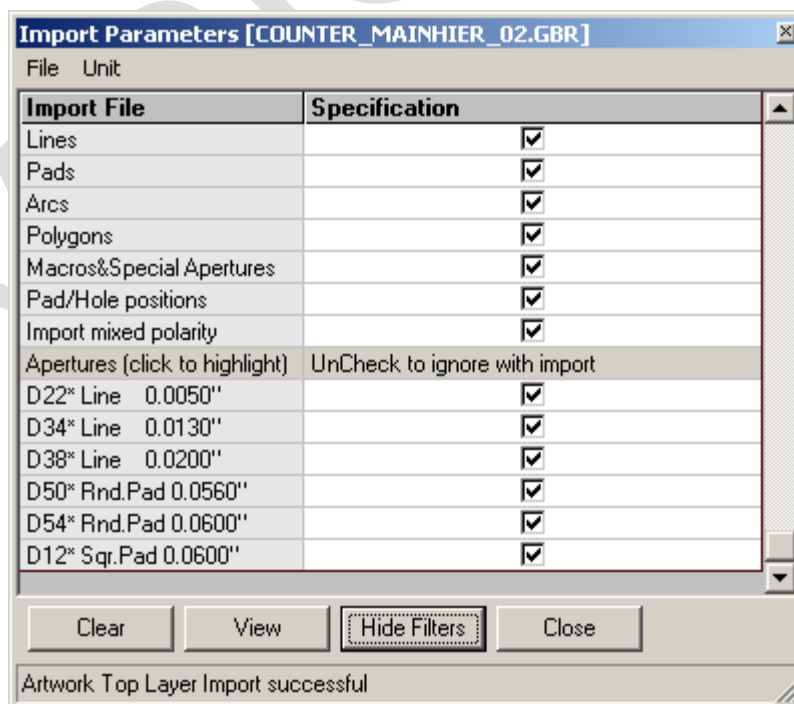 Import Parameters [COUNTER_MAINHIER_02.GBR]
File Unit
Import File Specification
Lines
Pads
Arcs
Polygons
Macros&Special Apertures
Pad/Hole positions
Import mixed polarity
Apertures (click to highlight) UnCheck to ignore with import
D22* Line 0.0050"
D34* Line 0.0130"
D38* Line 0.0200"
D50* Rnd.Pad 0.0560"
D54* Rnd.Pad 0.0600"
D12* Sqr.Pad 0.0600"
Clear View Hide Filters Close
Artwork Top Layer Import successful